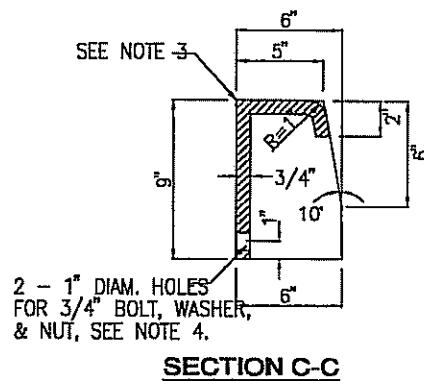 6"
5"
SEE NOTE 3
2"
R=1
9"
3/4"
1"
10°
2 - 1" DIAM. HOLES
FOR 3/4" BOLT, WASHER,
& NUT, SEE NOTE 4.
6"
SECTION C-C